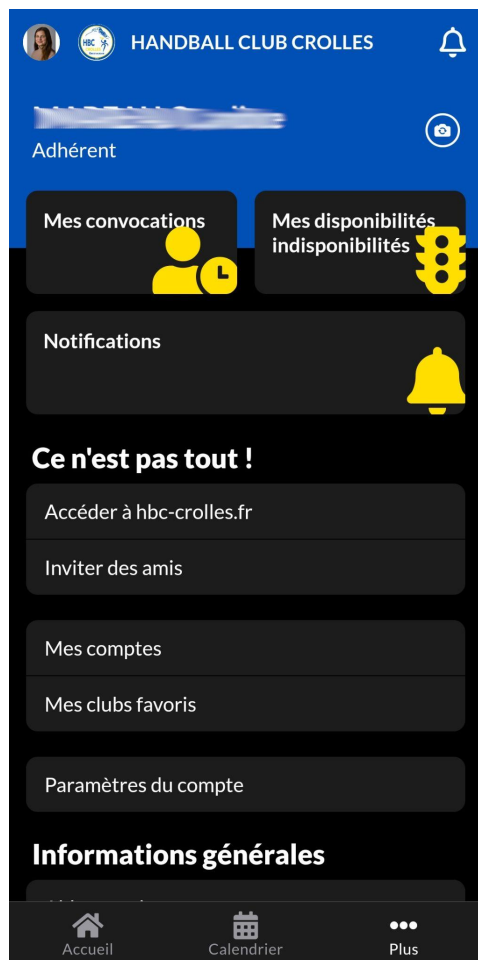 HBC
HANDBALL CLUB CROLLES
Adhérent
Mes convocations
Mes disponibilités
indisponibilités
Notifications
Ce n'est pas tout !
Accéder à hbc-crolles.fr
Inviter des amis
Mes comptes
Mes clubs favoris
Paramètres du compte
Informations générales
Accueil
Calendrier
Plus